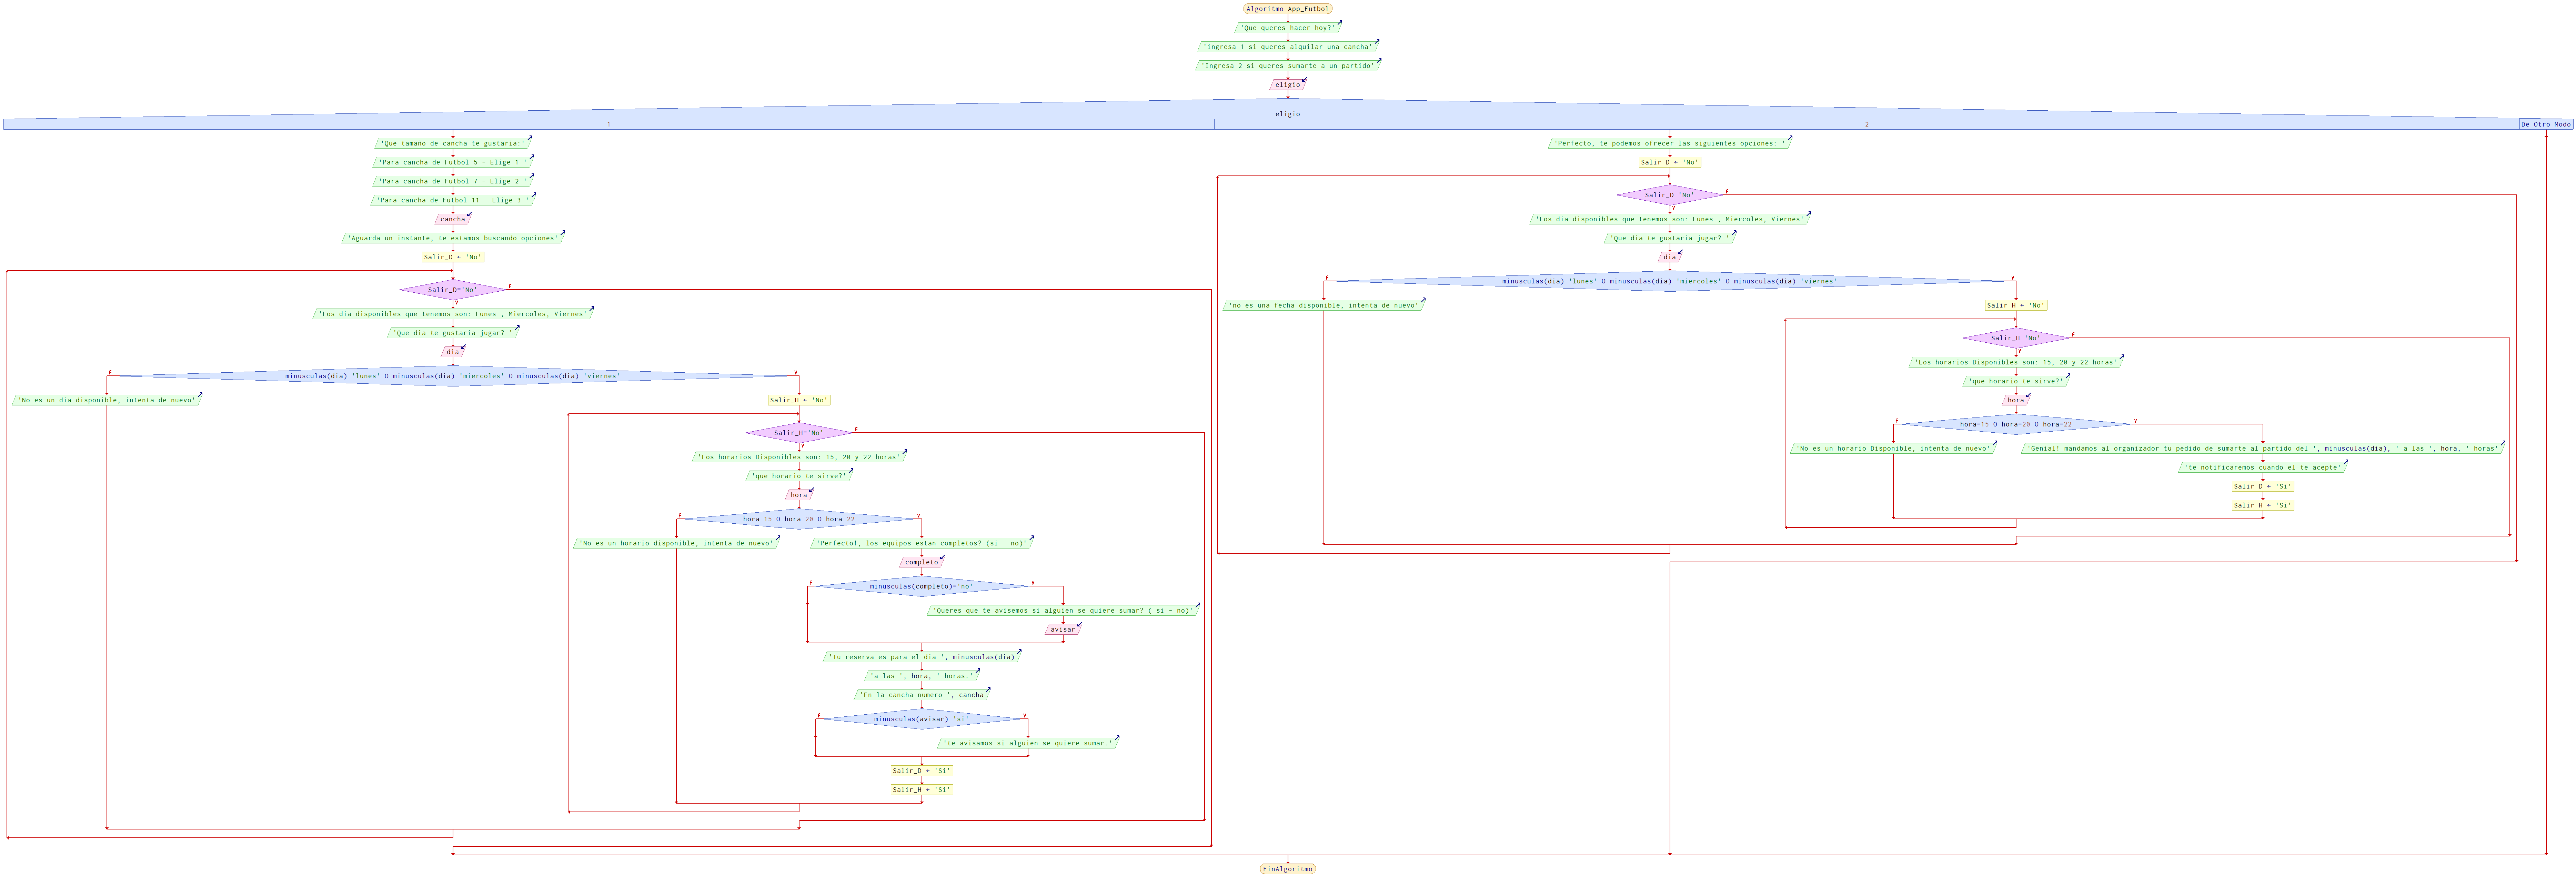 Algoritmo App_Futbol
'Que queres hacer hoy?'
'ingresa 1 si queres alquilar una cancha'
'Ingresa 2 si queres sumarte a un partido'
eligio
eligio
1
2
De Otro Modo
'Que tamaño de cancha te gustaria:'
'Para cancha de Futbol 5 - Elige 1 '
'Para cancha de Futbol 7 - Elige 2 '
'Para cancha de Futbol 11 - Elige 3 '
cancha
'Aguarda un instante, te estamos buscando opciones'
Salir_D ← 'No'
Salir_D='No'
F
V
'Los dia disponibles que tenemos son: Lunes , Miercoles, Viernes'
'Que dia te gustaria jugar? '
dia
minusculas(dia)='lunes' O minusculas(dia)='miercoles' O minusculas(dia)='viernes'
F
V
'No es un dia disponible, intenta de nuevo'
Salir_H ← 'No'
Salir_H='No'
F
V
'Los horarios Disponibles son: 15, 20 y 22 horas'
'que horario te sirve?'
hora
hora=15 O hora=20 O hora=22
F
V
'No es un horario disponible, intenta de nuevo'
'Perfecto!, los equipos estan completos? (si - no)'
completo
minusculas(completo)='no'
F
V
'Queres que te avisemos si alguien se quiere sumar? ( si - no)'
avisar
'Tu reserva es para el dia ', minusculas(dia)
'a las ', hora, ' horas.'
'En la cancha numero ', cancha
minusculas(avisar)='si'
F
V
'te avisamos si alguien se quiere sumar.'
Salir_D ← 'Si'
Salir_H ← 'Si'
'Perfecto, te podemos ofrecer las siguientes opciones: '
Salir_D ← 'No'
Salir_D='No'
F
V
'Los dia disponibles que tenemos son: Lunes , Miercoles, Viernes'
'Que dia te gustaria jugar? '
dia
minusculas(dia)='lunes' O minusculas(dia)='miercoles' O minusculas(dia)='viernes'
F
V
'no es una fecha disponible, intenta de nuevo'
Salir_H ← 'No'
Salir_H='No'
F
V
'Los horarios Disponibles son: 15, 20 y 22 horas'
'que horario te sirve?'
hora
hora=15 O hora=20 O hora=22
F
V
'No es un horario Disponible, intenta de nuevo'
'Genial! mandamos al organizador tu pedido de sumarte al partido del ', minusculas(dia), ' a las ', hora, ' horas'
'te notificaremos cuando el te acepte'
Salir_D ← 'Si'
Salir_H ← 'Si'
FinAlgoritmo